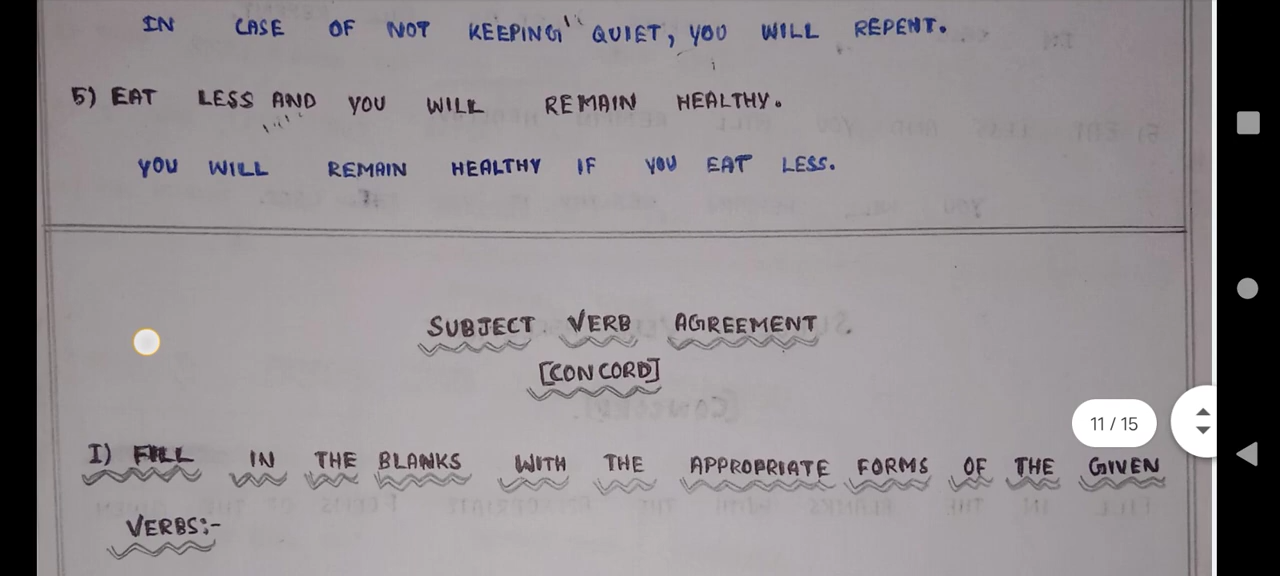 IN CASE OF NOT KEEPING QUIET, YOU WILL REPENT.
5) EAT LESS AND YOU WILL REMAIN HEALTHY.
YOU WILL REMAIN HEALTHY IF YOU EAT LESS.
SUBJECT VERB AGREEMENT
[CONCORD]
11 / 15
I) FILL IN THE BLANKS WITH THE APPROPRIATE FORMS OF THE GIVEN
VERBS:-